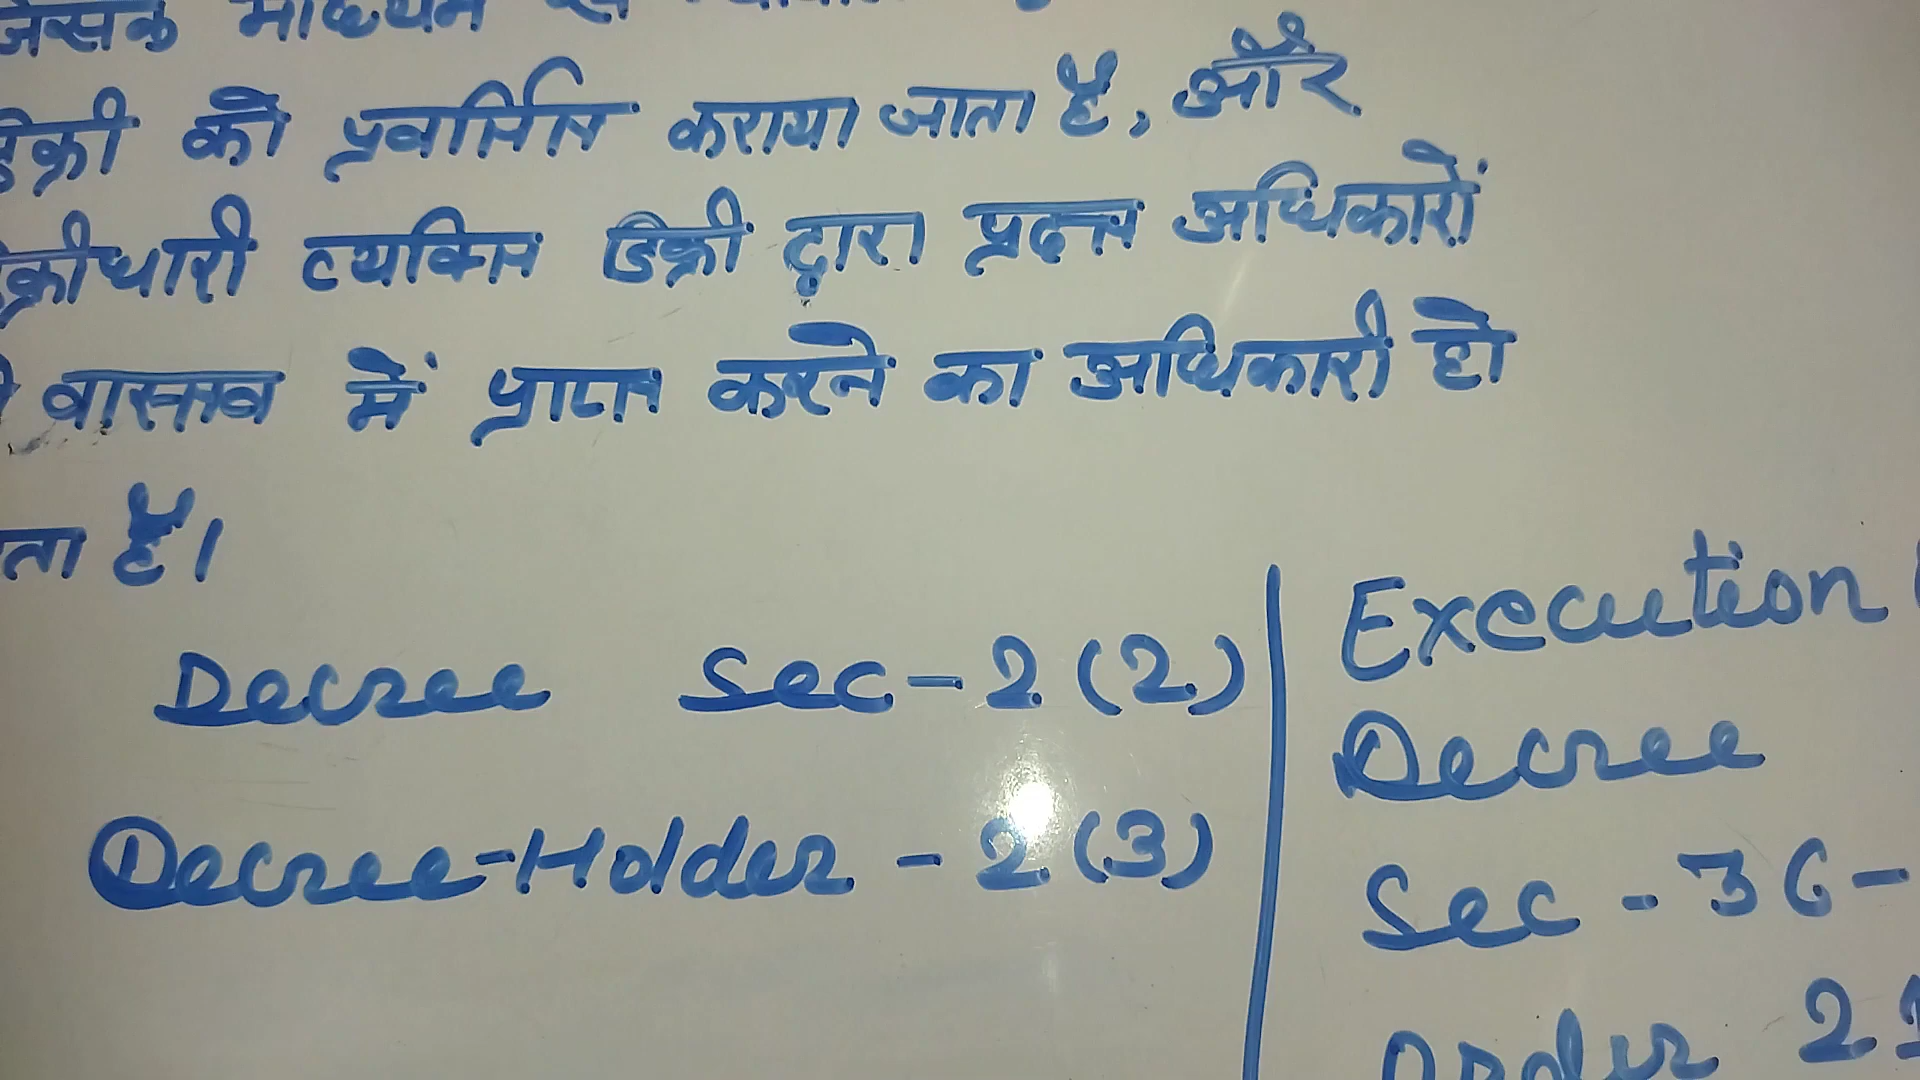 जिसके माध्यम से
डिक्री को प्रवर्तित कराया जाता है, और
डिक्रीधारी व्यक्ति डिक्री द्वारा प्रदत्त अधिकारों
वास्तव में प्राप्त करने का अधिकारी हो
ता है।
Decree Sec-2(2)
Decree-Holder - 2(3)
Execution
Decree
Sec - 36-
Order 21